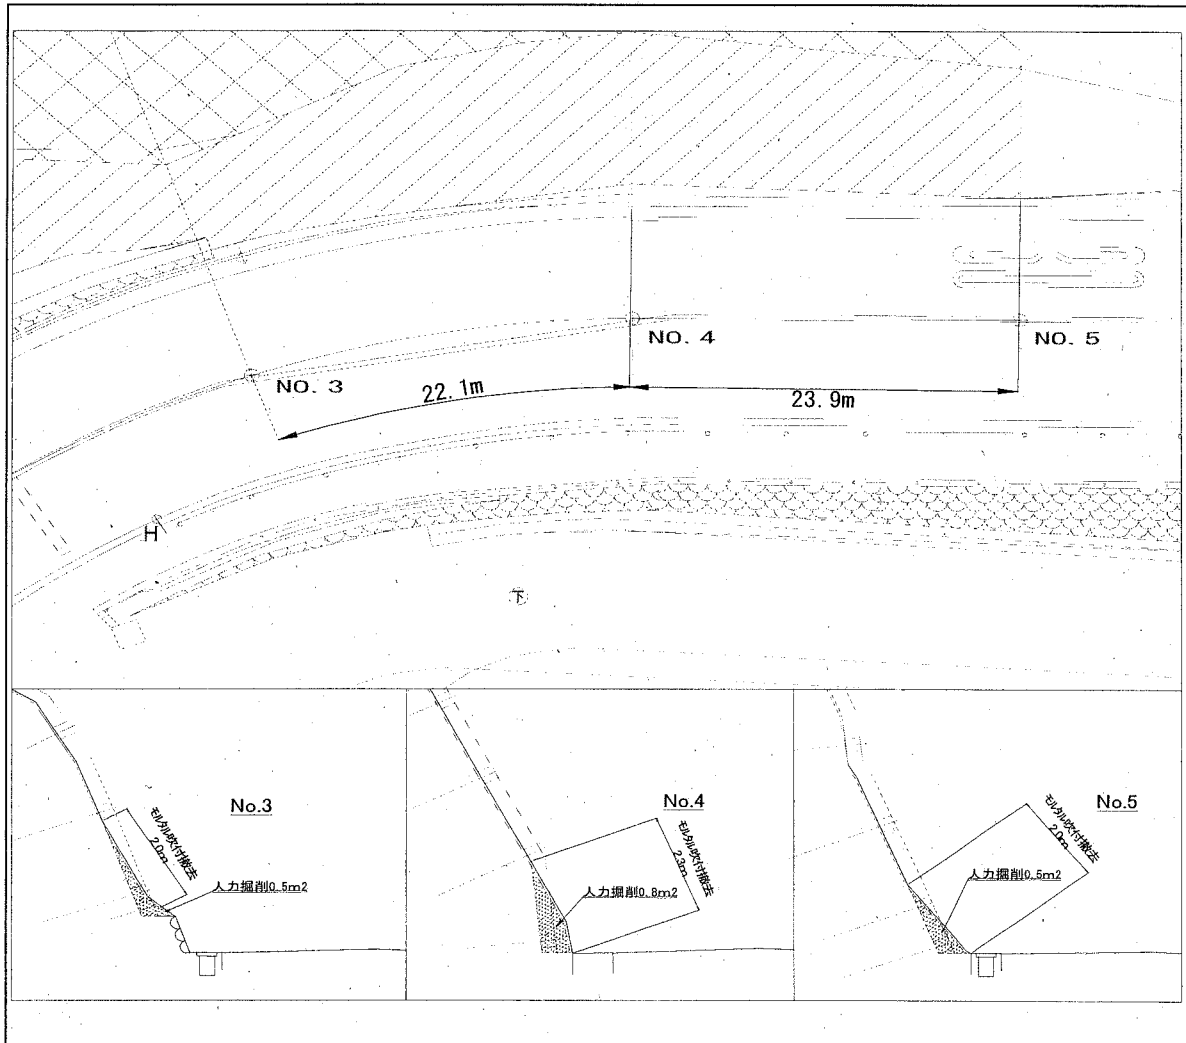 NO. 4
NO. 5
NO. 3
22.1m
23.9m
H
下
No.3
モルタル吹付撤去
2.0m
人力掘削0.5m2
No.4
モルタル吹付撤去
2.3m
人力掘削0.8m2
No.5
モルタル吹付撤去
2.0m
人力掘削0.5m2